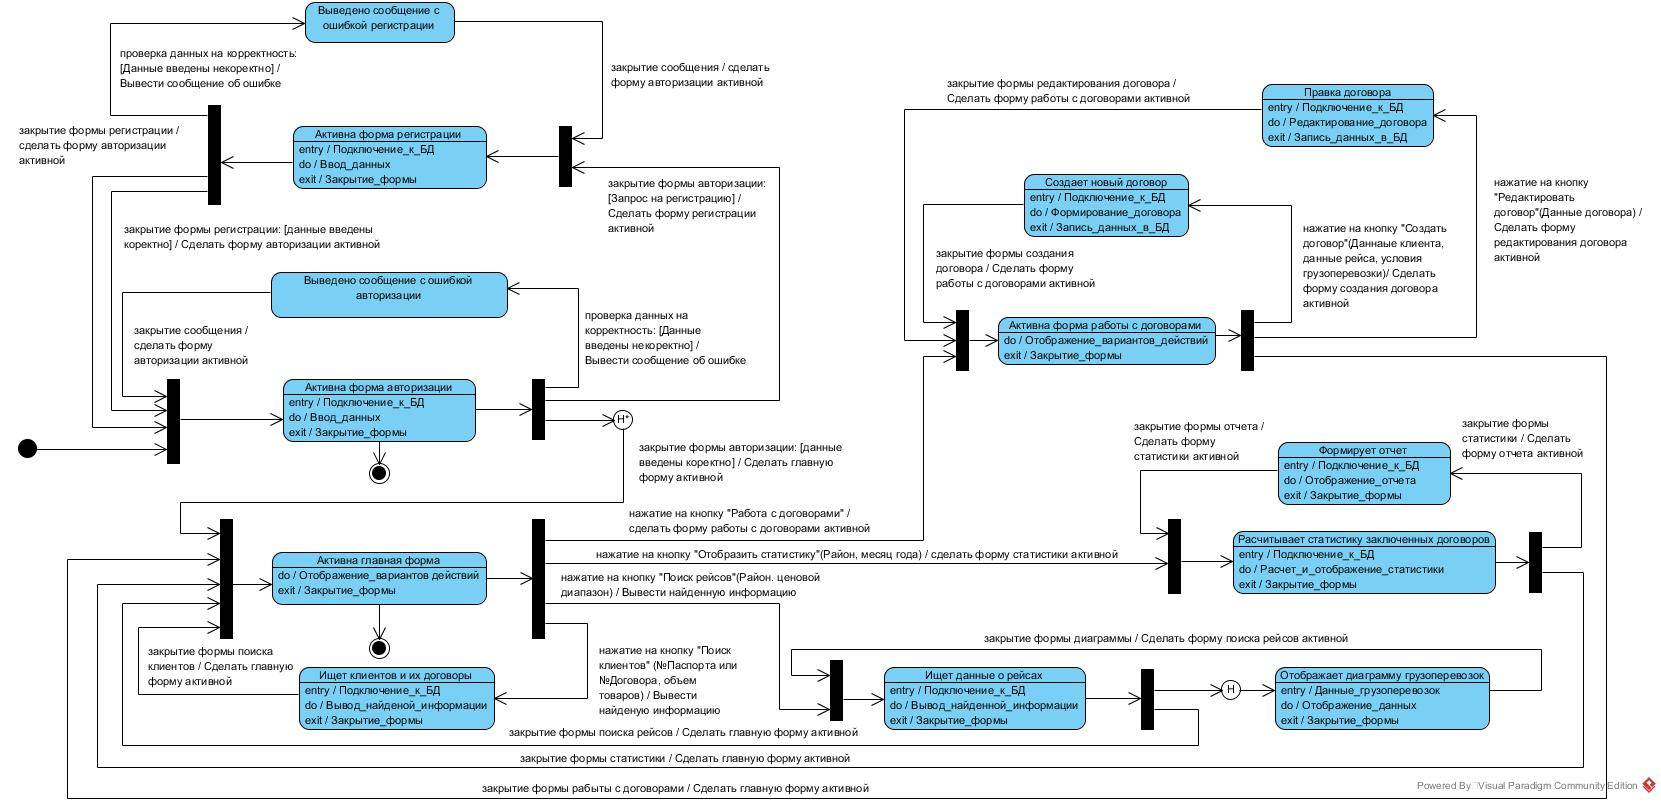 Выведено сообщение с
ошибкой регистрации
проверка данных на корректность:
[Данные введены некоректно] /
Вывести сообщение об ошибке
закрытие сообщения / сделать
форму авторизации активной
закрытие формы регистрации /
сделать форму авторизации
активной
Активна форма регистрации
entry / Подключение_к_БД
do / Ввод_данных
exit / Закрытие_формы
закрытие формы авторизации:
[Запрос на регистрацию] /
Сделать форму регистрации
активной
закрытие формы регистрации: [данные введены
коректно] / Сделать форму авторизации активной
Выведено сообщение с ошибкой
авторизации
закрытие сообщения /
сделать форму
авторизации активной
проверка данных на
корректность: [Данные
введены некоректно] /
Вывести сообщение об ошибке
Активна форма авторизации
entry / Подключение_к_БД
do / Ввод_данных
exit / Закрытие_формы
H*
закрытие формы авторизации: [данные
введены коректно] / Сделать главную
форму активной
закрытие формы редактирования договора /
Сделать форму работы с договорами активной
Правка договора
entry / Подключение_к_БД
do / Редактирование_договора
exit / Запись_данных_в_БД
Создает новый договор
entry / Подключение_к_БД
do / Формирование_договора
exit / Запись_данных_в_БД
нажатие на кнопку
"Редактировать
договор"(Данные договора) /
Сделать форму
редактирования договора
активной
нажатие на кнопку "Создать
договор"(Даннаые клиента,
данные рейса, условия
грузоперевозки)/ Сделать
форму создания договора
активной
закрытие формы создания
договора / Сделать форму
работы с договорами активной
Активна форма работы с договорами
do / Отображение_вариантов_действий
exit / Закрытие_формы
закрытие формы отчета /
Сделать форму
статистики активной
закрытие формы
статистики / Сделать
форму отчета активной
Формирует отчет
entry / Подключение_к_БД
do / Отображение_отчета
exit / Закрытие_формы
нажатие на кнопку "Работа с договорами" /
сделать форму работы с договорами активной
нажатие на кнопку "Отобразить статистику"(Район, месяц года) / сделать форму статистики активной
Расчитывает статистику заключенных договоров
entry / Подключение_к_БД
do / Расчет_и_отображение_статистики
exit / Закрытие_формы
Активна главная форма
do / Отображение_вариантов действий
exit / Закрытие_формы
нажатие на кнопку "Поиск рейсов"(Район. ценовой
диапазон) / Вывести найденную информацию
закрытие формы поиска
клиентов / Сделать главную
форму активной
Ищет клиентов и их договоры
entry / Подключение_к_БД
do / Вывод_найденой_информации
exit / Закрытие_формы
нажатие на кнопку "Поиск
клиентов" (№Паспорта или
№Договора, объем
товаров) / Вывести
найденую информацию
закрытие формы диаграммы / Сделать форму поиска рейсов активной
Ищет данные о рейсах
entry / Подключение_к_БД
do / Вывод_найденной_информации
exit / Закрытие_формы
H
Отображает диаграмму грузоперевозок
entry / Данные_грузоперевозок
do / Отображение_данных
exit / Закрытие_формы
закрытие формы поиска рейсов / Сделать главную форму активной
закрытие формы статистики / Сделать главную форму активной
закрытие формы рабыты с договорами / Сделать главную форму активной
Powered By Visual Paradigm Community Edition